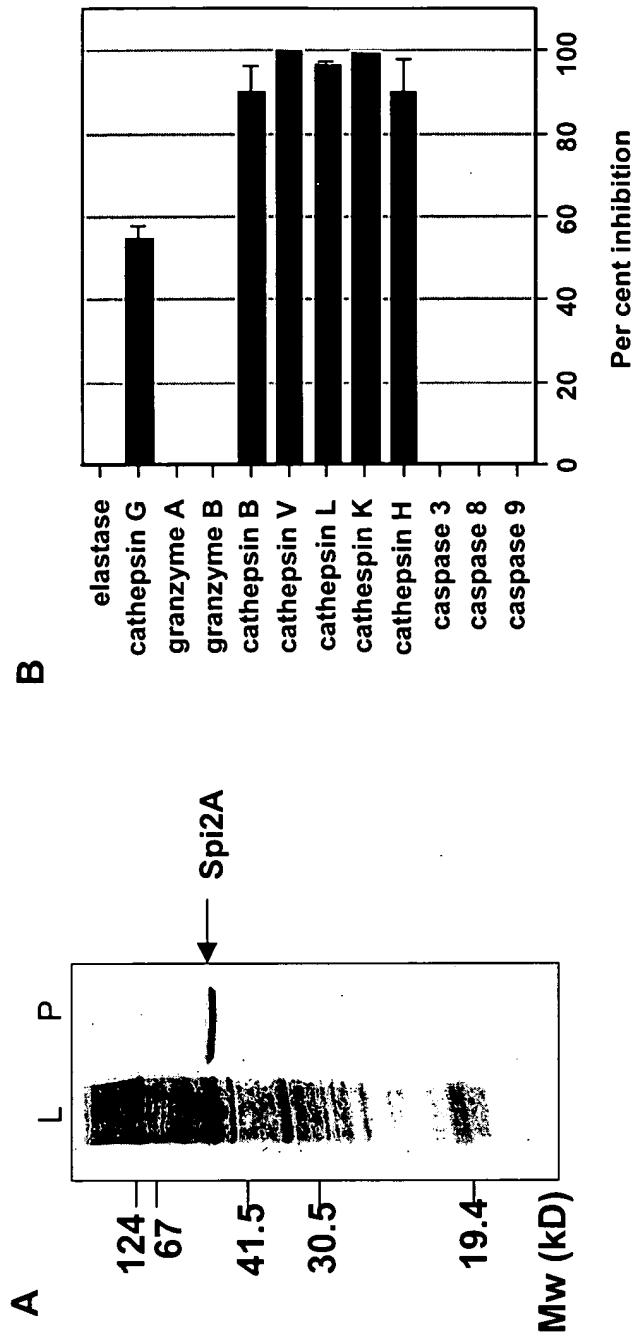 A
L P
124
67
41.5
30.5
19.4
Mw (kD)
Spi2A
B
elastase
cathepsin G
granzyme A
granzyme B
cathepsin B
cathepsin V
cathepsin L
cathespin K
cathepsin H
caspase 3
caspase 8
caspase 9
0 20 40 60 80 100
Per cent inhibition